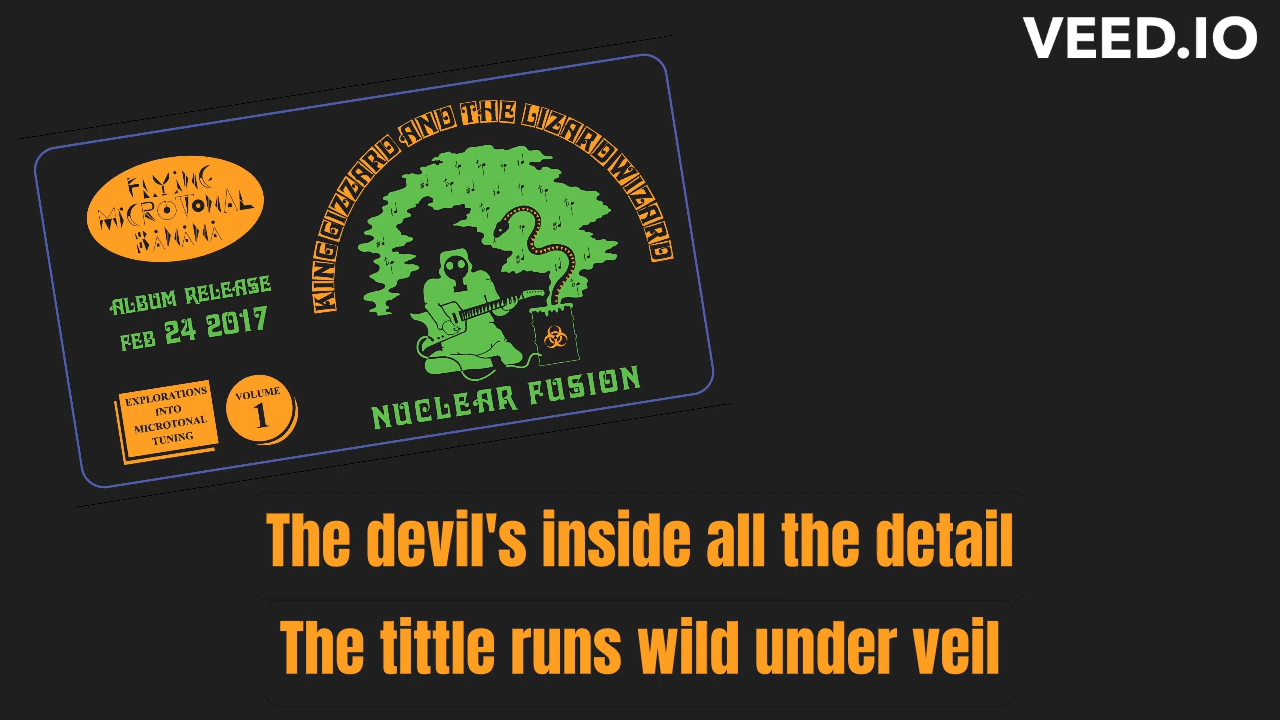 VEED.IO
KING GIZZARD AND THE LIZARD WIZARD
FLYING
MICROTONAL
BANANA
ALBUM RELEASE
FEB 24 2017
EXPLORATIONS
INTO
MICROTONAL
TUNING
VOLUME
1
NUCLEAR FUSION
The devil's inside all the detail
The tittle runs wild under veil